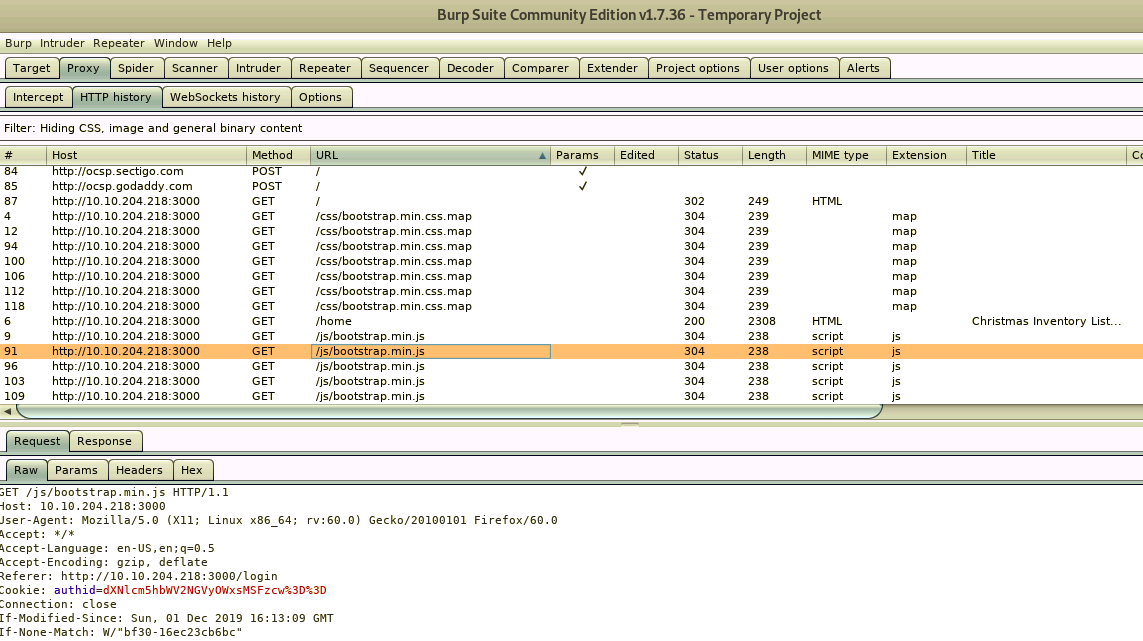 Burp Suite Community Edition v1.7.36 - Temporary Project
Burp Intruder Repeater Window Help
Target Proxy Spider Scanner Intruder Repeater Sequencer Decoder Comparer Extender Project options User options Alerts
Intercept HTTP history WebSockets history Options
Filter: Hiding CSS, image and general binary content
# Host Method URL Params Edited Status Length MIME type Extension Title Co
84 http://ocsp.sectigo.com POST / ✓
85 http://ocsp.godaddy.com POST / ✓
87 http://10.10.204.218:3000 GET / 302 249 HTML
4 http://10.10.204.218:3000 GET /css/bootstrap.min.css.map 304 239 map
12 http://10.10.204.218:3000 GET /css/bootstrap.min.css.map 304 239 map
94 http://10.10.204.218:3000 GET /css/bootstrap.min.css.map 304 239 map
100 http://10.10.204.218:3000 GET /css/bootstrap.min.css.map 304 239 map
106 http://10.10.204.218:3000 GET /css/bootstrap.min.css.map 304 239 map
112 http://10.10.204.218:3000 GET /css/bootstrap.min.css.map 304 239 map
118 http://10.10.204.218:3000 GET /css/bootstrap.min.css.map 304 239 map
6 http://10.10.204.218:3000 GET /home 200 2308 HTML Christmas Inventory List...
9 http://10.10.204.218:3000 GET /js/bootstrap.min.js 304 238 script js
91 http://10.10.204.218:3000 GET /js/bootstrap.min.js 304 238 script js
96 http://10.10.204.218:3000 GET /js/bootstrap.min.js 304 238 script js
103 http://10.10.204.218:3000 GET /js/bootstrap.min.js 304 238 script js
109 http://10.10.204.218:3000 GET /js/bootstrap.min.js 304 238 script js
Request Response
Raw Params Headers Hex
GET /js/bootstrap.min.js HTTP/1.1
Host: 10.10.204.218:3000
User-Agent: Mozilla/5.0 (X11; Linux x86_64; rv:60.0) Gecko/20100101 Firefox/60.0
Accept: */*
Accept-Language: en-US,en;q=0.5
Accept-Encoding: gzip, deflate
Referer: http://10.10.204.218:3000/login
Cookie: authid=dXNlcm5hbWV2NGVyOWxsMSFzcw%3D%3D
Connection: close
If-Modified-Since: Sun, 01 Dec 2019 16:13:09 GMT
If-None-Match: W/"bf30-16ec23cb6bc"